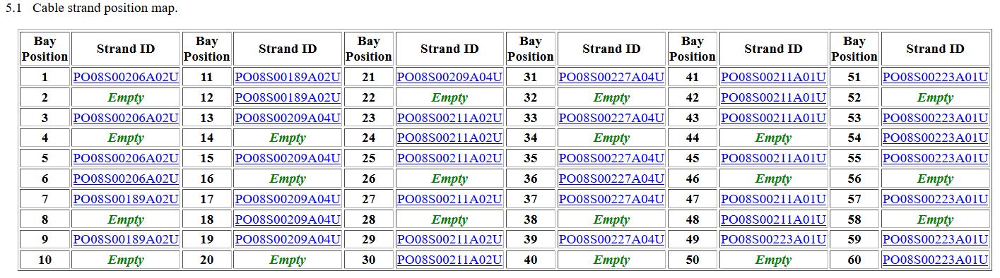 5.1 Cable strand position map.
Bay Position Strand ID Bay Position Strand ID Bay Position Strand ID Bay Position Strand ID Bay Position Strand ID Bay Position Strand ID
1 PO08S00206A02U 11 PO08S00189A02U 21 PO08S00209A04U 31 PO08S00227A04U 41 PO08S00211A01U 51 PO08S00223A01U
2 Empty 12 PO08S00189A02U 22 Empty 32 Empty 42 PO08S00211A01U 52 Empty
3 PO08S00206A02U 13 PO08S00209A04U 23 PO08S00211A02U 33 PO08S00227A04U 43 PO08S00211A01U 53 PO08S00223A01U
4 Empty 14 Empty 24 PO08S00211A02U 34 Empty 44 Empty 54 PO08S00223A01U
5 PO08S00206A02U 15 PO08S00209A04U 25 PO08S00211A02U 35 PO08S00227A04U 45 PO08S00211A01U 55 PO08S00223A01U
6 PO08S00206A02U 16 Empty 26 Empty 36 PO08S00227A04U 46 Empty 56 Empty
7 PO08S00189A02U 17 PO08S00209A04U 27 PO08S00211A02U 37 PO08S00227A04U 47 PO08S00211A01U 57 PO08S00223A01U
8 Empty 18 PO08S00209A04U 28 Empty 38 Empty 48 PO08S00211A01U 58 Empty
9 PO08S00189A02U 19 PO08S00209A04U 29 PO08S00211A02U 39 PO08S00227A04U 49 PO08S00223A01U 59 PO08S00223A01U
10 Empty 20 Empty 30 PO08S00211A02U 40 Empty 50 Empty 60 PO08S00223A01U